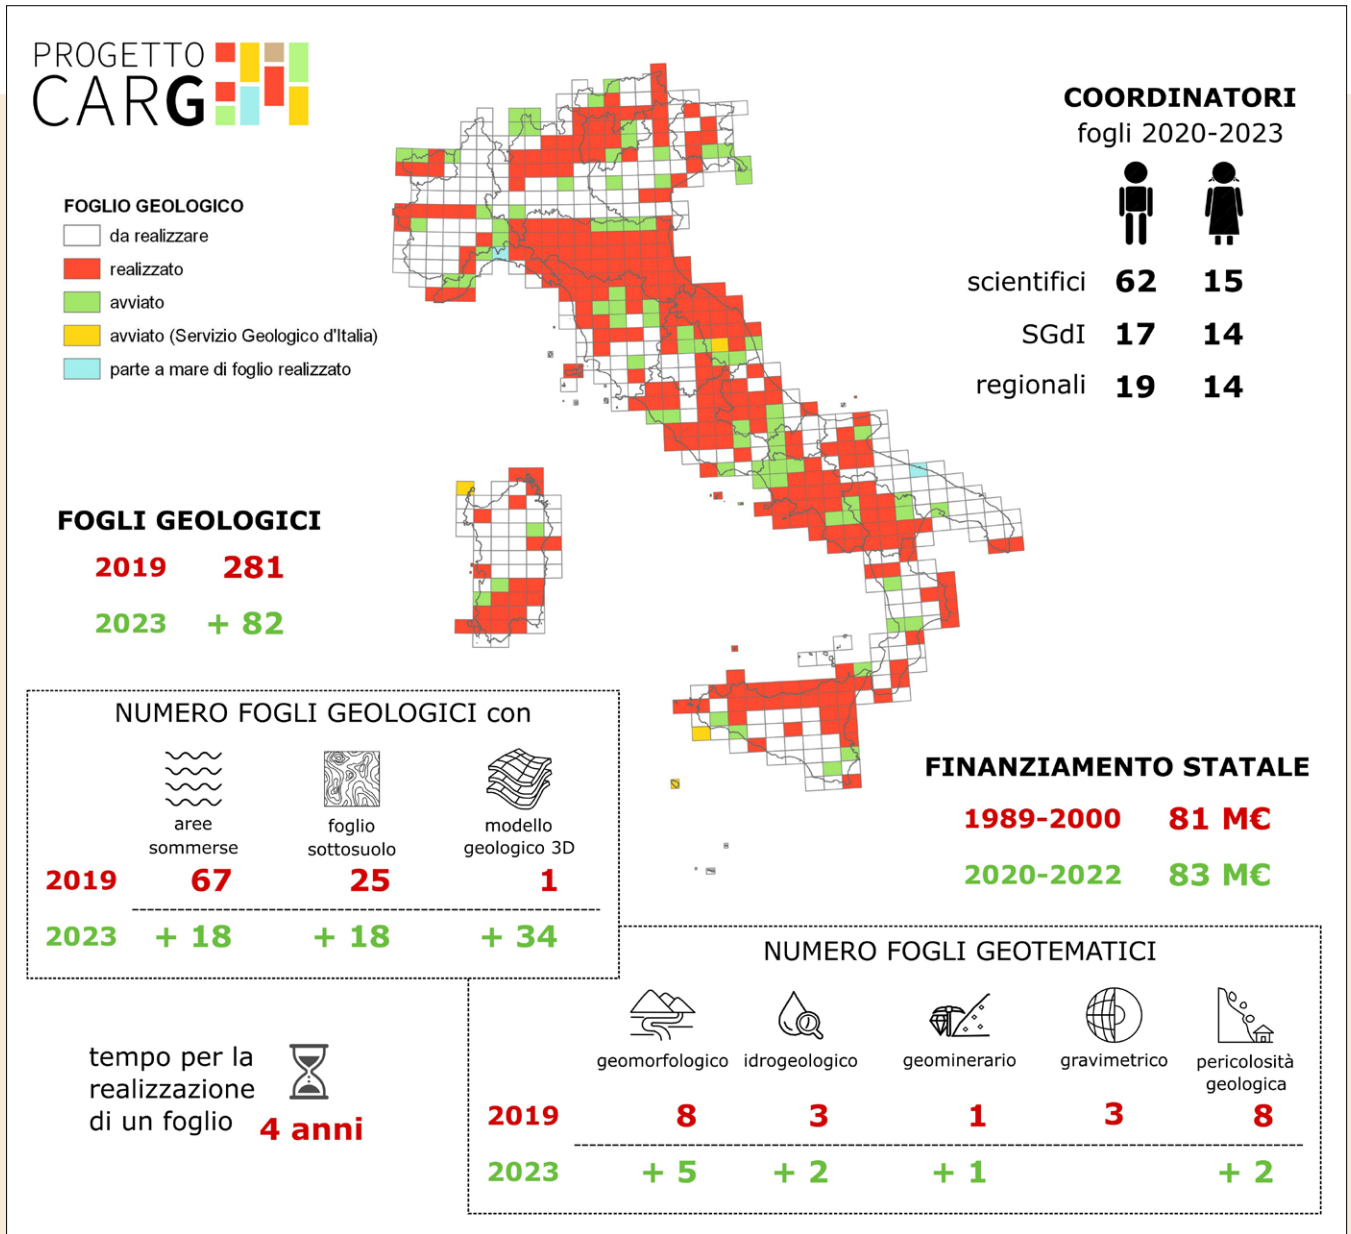 PROGETTO
CARG
FOGLIO GEOLOGICO
da realizzare
realizzato
avviato
avviato (Servizio Geologico d'Italia)
parte a mare di foglio realizzato
COORDINATORI
fogli 2020-2023
scientifici 62 15
SGdI 17 14
regionali 19 14
FOGLI GEOLOGICI
2019 281
2023 + 82
NUMERO FOGLI GEOLOGICI con
aree
sommerse
foglio
sottosuolo
modello
geologico 3D
2019 67 25 1
2023 + 18 + 18 + 34
FINANZIAMENTO STATALE
1989-2000 81 M€
2020-2022 83 M€
tempo per la
realizzazione
di un foglio 4 anni
NUMERO FOGLI GEOTEMATICI
geomorfologico idrogeologico geominerario gravimetrico pericolosità
geologica
2019 8 3 1 3 8
2023 + 5 + 2 + 1 + 2